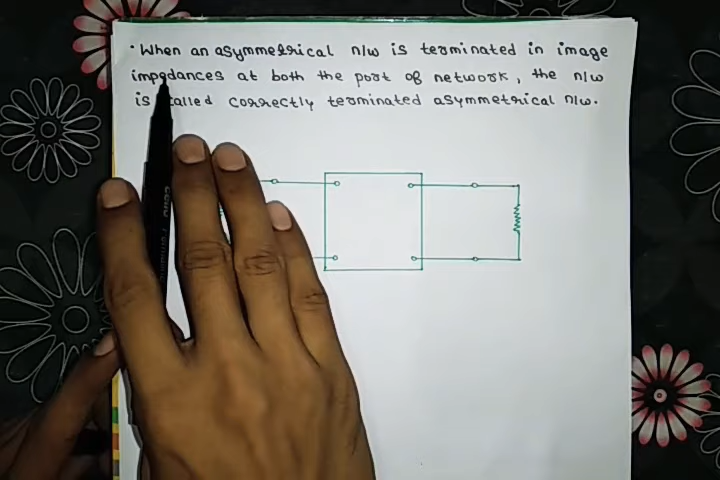 • When an asymmetrical n/w is terminated in image
impedances at both the port of network, the n/w
is called correctly terminated asymmetrical n/w.